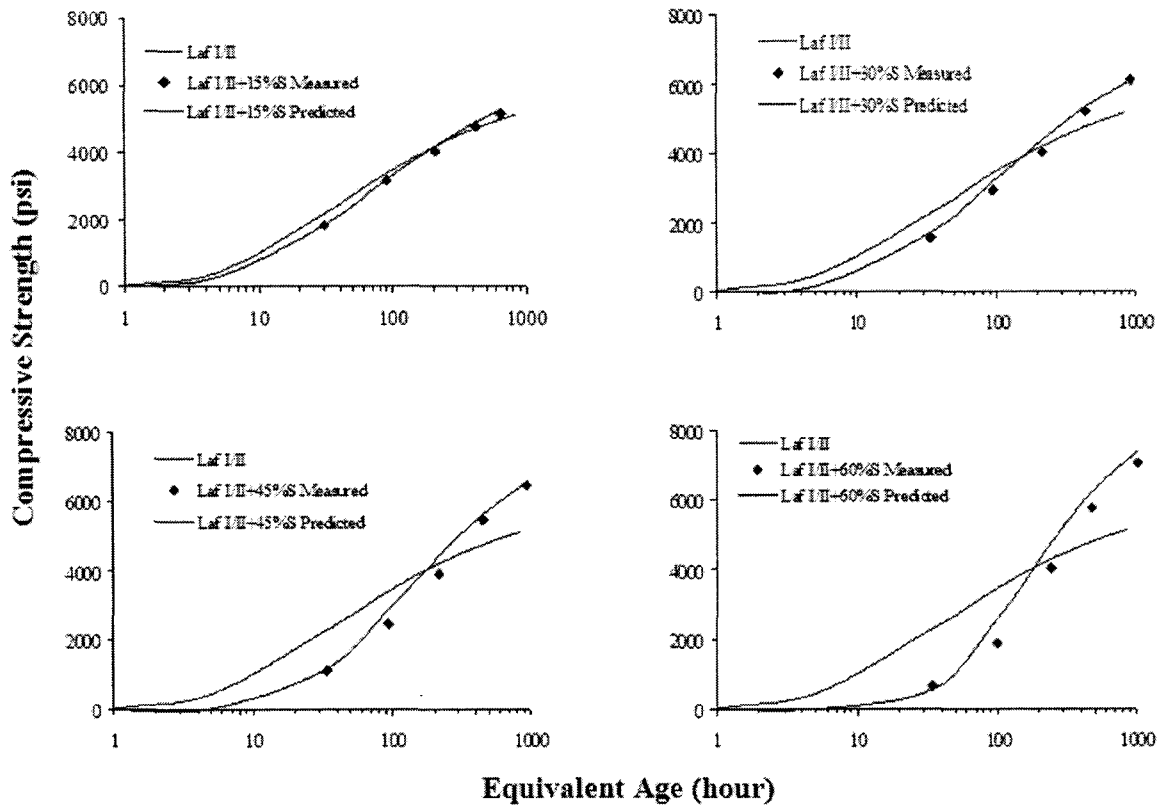 Compressive Strength (psi)
8000
6000
4000
2000
0
Laf I/II
Laf I/II+15%S Measured
Laf I/II+15%S Predicted
1
10
100
1000
8000
6000
4000
2000
0
Laf I/II
Laf I/II+30%S Measured
Laf I/II+30%S Predicted
1
10
100
1000
8000
6000
4000
2000
0
Laf I/II
Laf I/II+45%S Measured
Laf I/II+45%S Predicted
1
10
100
1000
8000
6000
4000
2000
0
Laf I/II
Laf I/II+60%S Measured
Laf I/II+60%S Predicted
1
10
100
1000
Equivalent Age (hour)